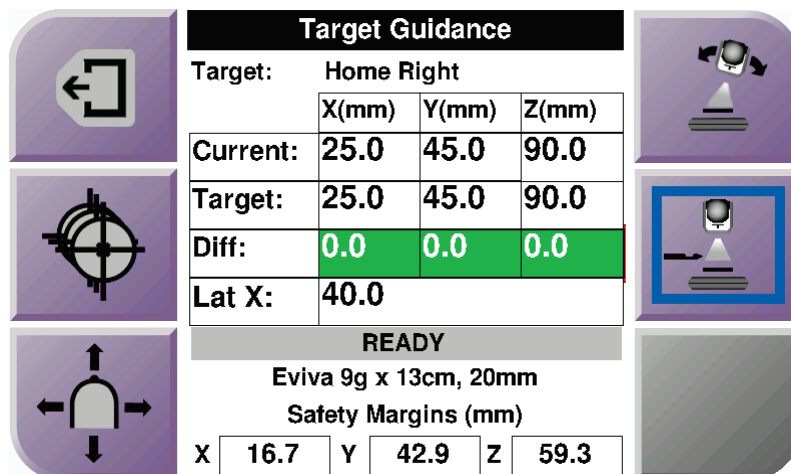 Target Guidance
Target: Home Right
X(mm) Y(mm) Z(mm)
Current: 25.0 45.0 90.0
Target: 25.0 45.0 90.0
Diff: 0.0 0.0 0.0
Lat X: 40.0
READY
Eviva 9g x 13cm, 20mm
Safety Margins (mm)
X 16.7 Y 42.9 Z 59.3